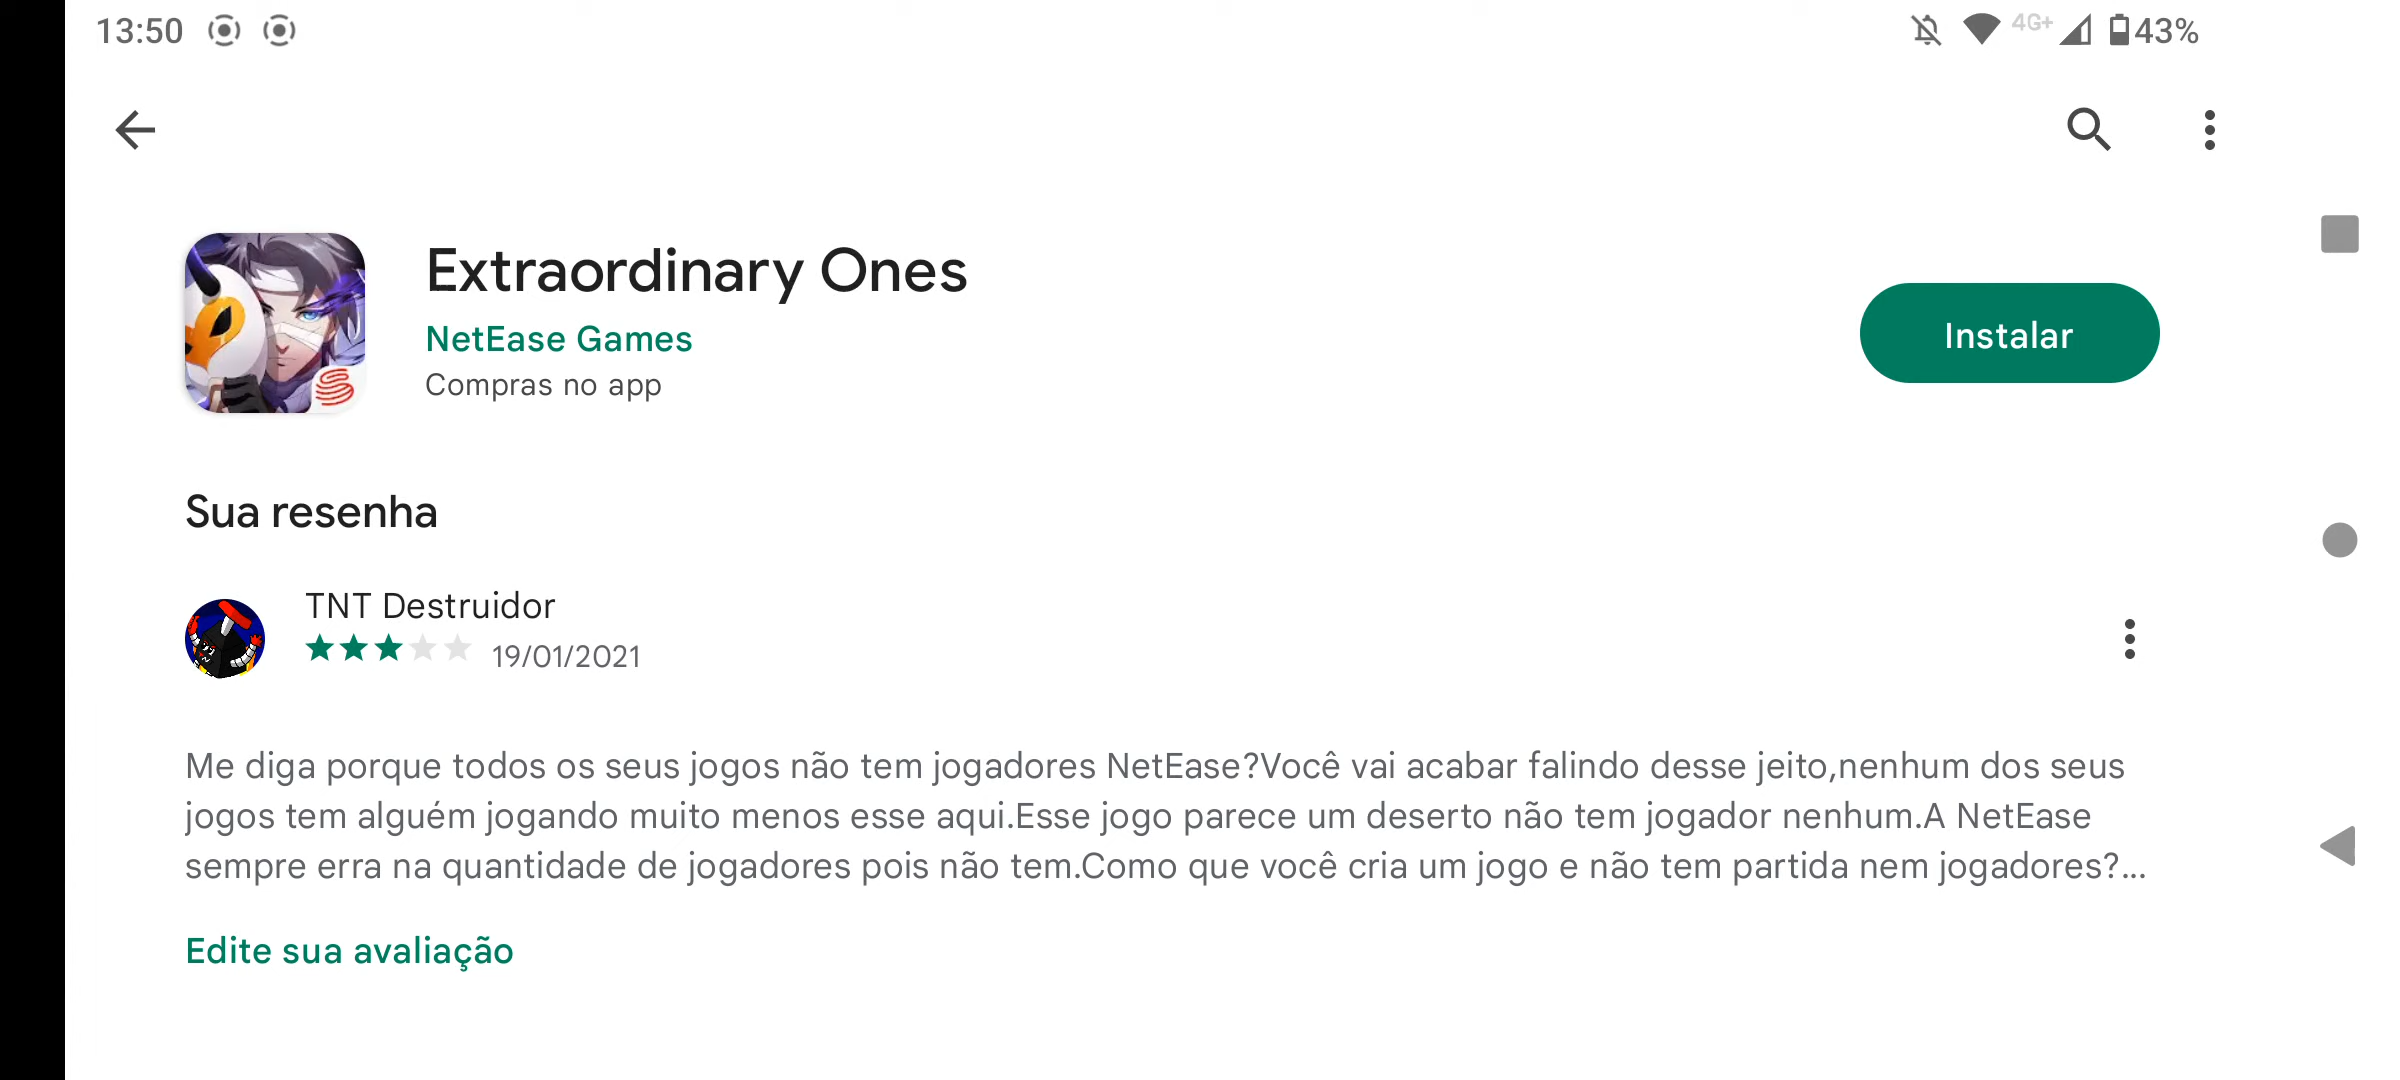 13:50
4G+
43%
Extraordinary Ones
NetEase Games
Compras no app
Instalar
Sua resenha
TNT Destruidor
19/01/2021
Me diga porque todos os seus jogos não tem jogadores NetEase?Você vai acabar falindo desse jeito,nenhum dos seus
jogos tem alguém jogando muito menos esse aqui.Esse jogo parece um deserto não tem jogador nenhum.A NetEase
sempre erra na quantidade de jogadores pois não tem.Como que você cria um jogo e não tem partida nem jogadores?...
Edite sua avaliação